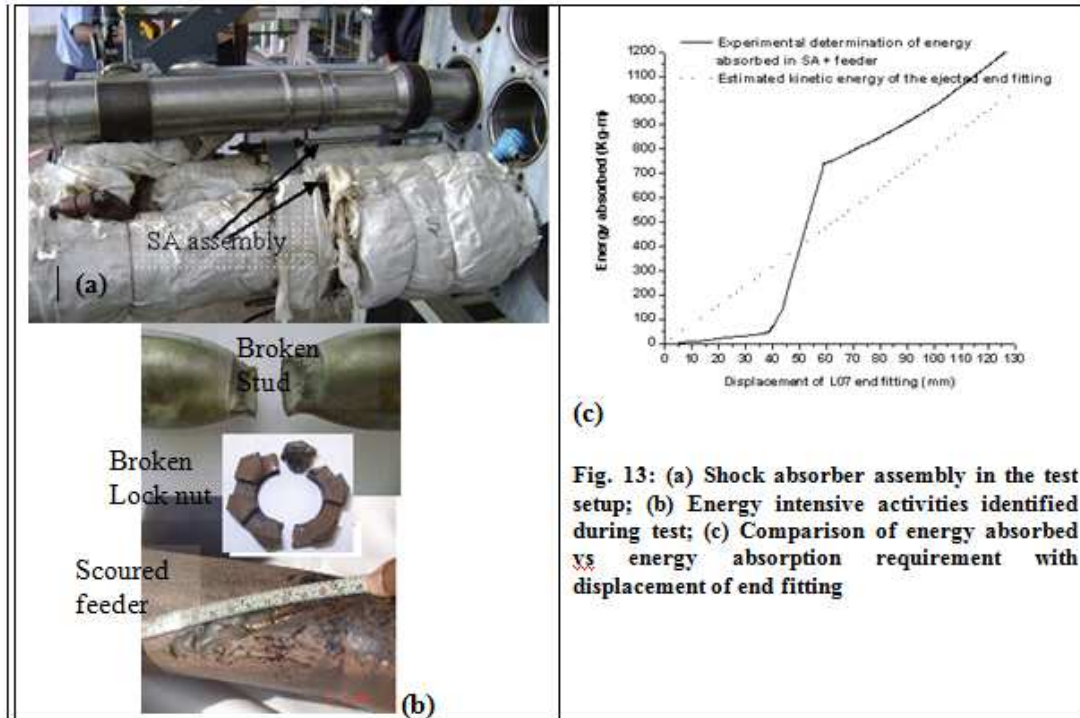 SA assembly
(a)
Broken
Stud
Broken
Lock nut
Scoured
feeder
(b)
1200
1100
1000
900
800
700
600
500
400
300
200
100
0
Energy absorbed (Kg-m)
Experimental determination of energy
absorbed in SA + feeder
Estimated kinetic energy of the ejected end fitting
0 10 20 30 40 50 60 70 80 90 100 110 120 130
Displacement of L07 end fitting (mm)
(c)
Fig. 13: (a) Shock absorber assembly in the test
setup; (b) Energy intensive activities identified
during test; (c) Comparison of energy absorbed
vs energy absorption requirement with
displacement of end fitting